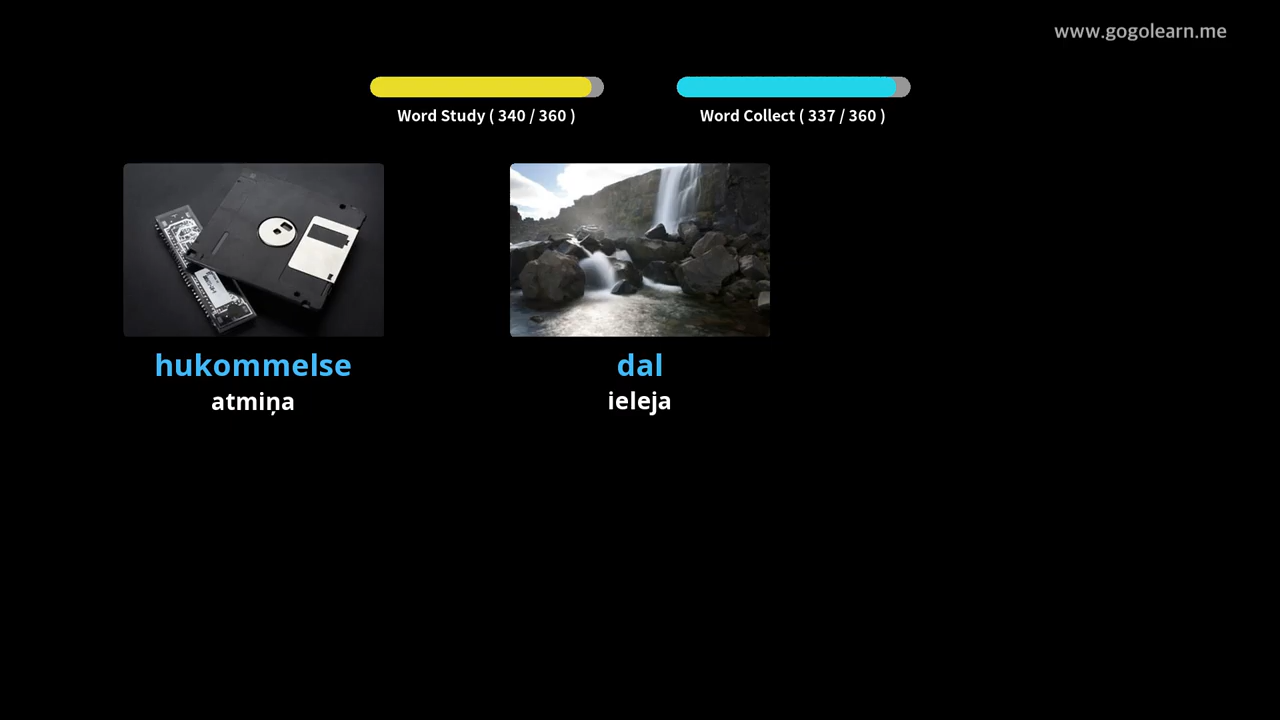 www.gogolearn.me
Word Study ( 340 / 360 )
Word Collect ( 337 / 360 )
hukommelse
atmiņa
dal
ieleja